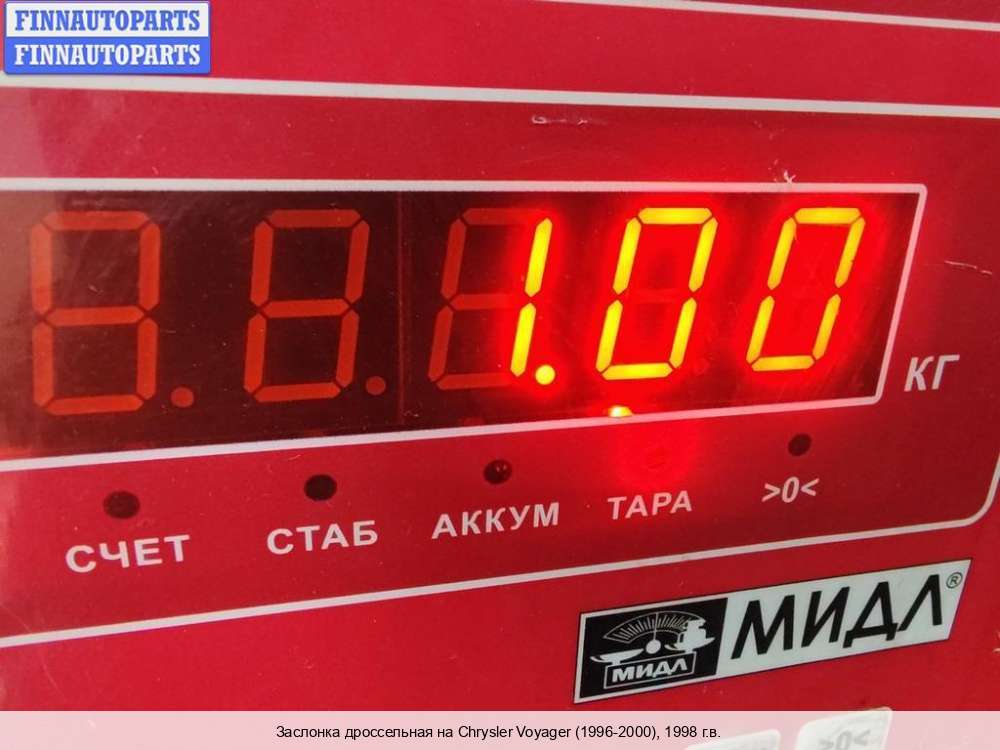 FINNAUTOPARTS
FINNAUTOPARTS
1.00
КГ
СЧЕТ
СТАБ
АККУМ
ТАРА
>0<
МИДЛ
МИДЛ®
>0<
Заслонка дроссельная на Chrysler Voyager (1996-2000), 1998 г.в.